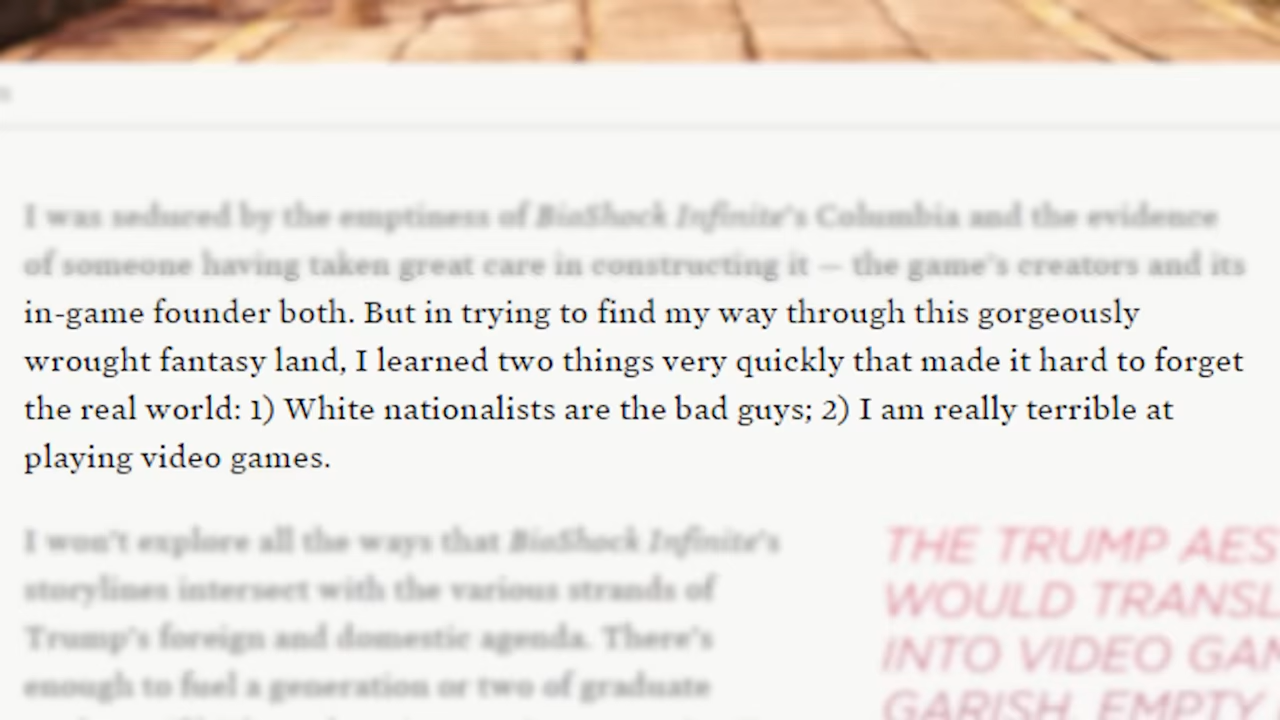 I was seduced by the emptiness of BioShock Infinite's Columbia and the evidence
of someone having taken great care in constructing it — the game's creators and its
in-game founder both. But in trying to find my way through this gorgeously
wrought fantasy land, I learned two things very quickly that made it hard to forget
the real world: 1) White nationalists are the bad guys; 2) I am really terrible at
playing video games.
I won't explore all the ways that BioShock Infinite's
storylines intersect with the various strands of
Trump's foreign and domestic agenda. There's
enough to fuel a generation or two of graduate
THE TRUMP AES
WOULD TRANSL
INTO VIDEO GAM
GARISH, EMPTY